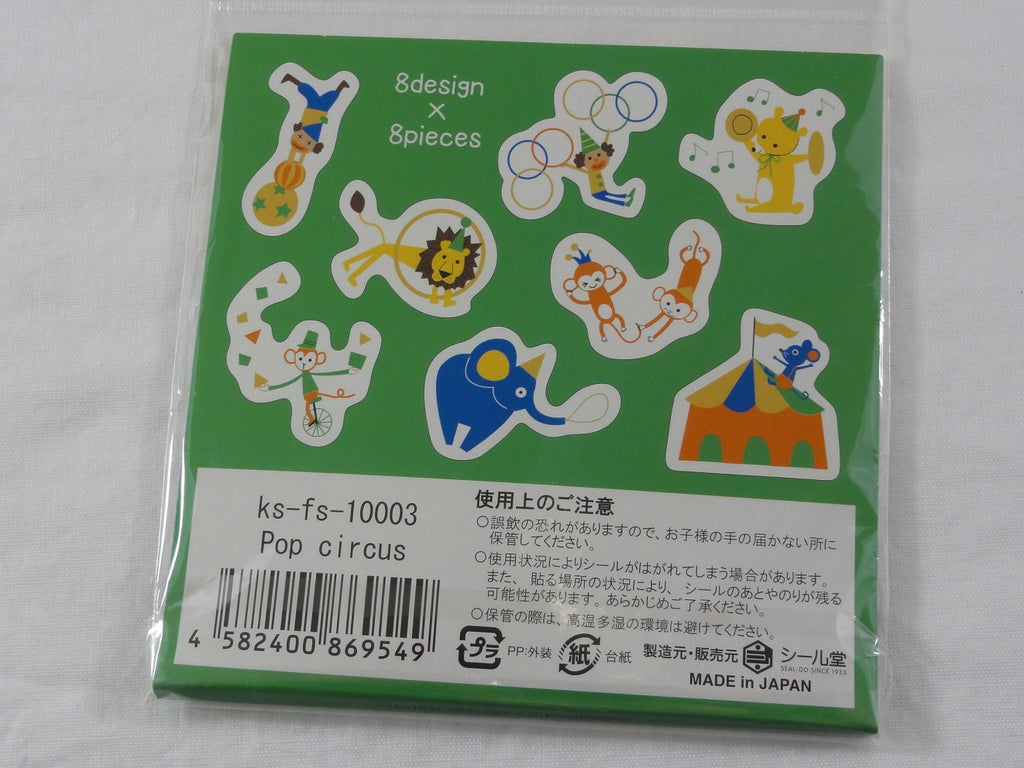 8design
×
8pieces
ks-fs-10003
Pop circus
4 582400 869549
使用上のご注意
○誤飲の恐れがありますので、お子様の手の届かない所に
保管してください。
○使用状況によりシールがはがれてしまう場合があります。
また、貼る場所の状況により、シールのあとやのりが残る
可能性があります。あらかじめご了承ください。
○保管の際は、高温多湿の環境は避けてください。
プラ PP:外装 紙 台紙 製造元・販売元 シール堂
SEAL-DO SINCE 1933
MADE in JAPAN